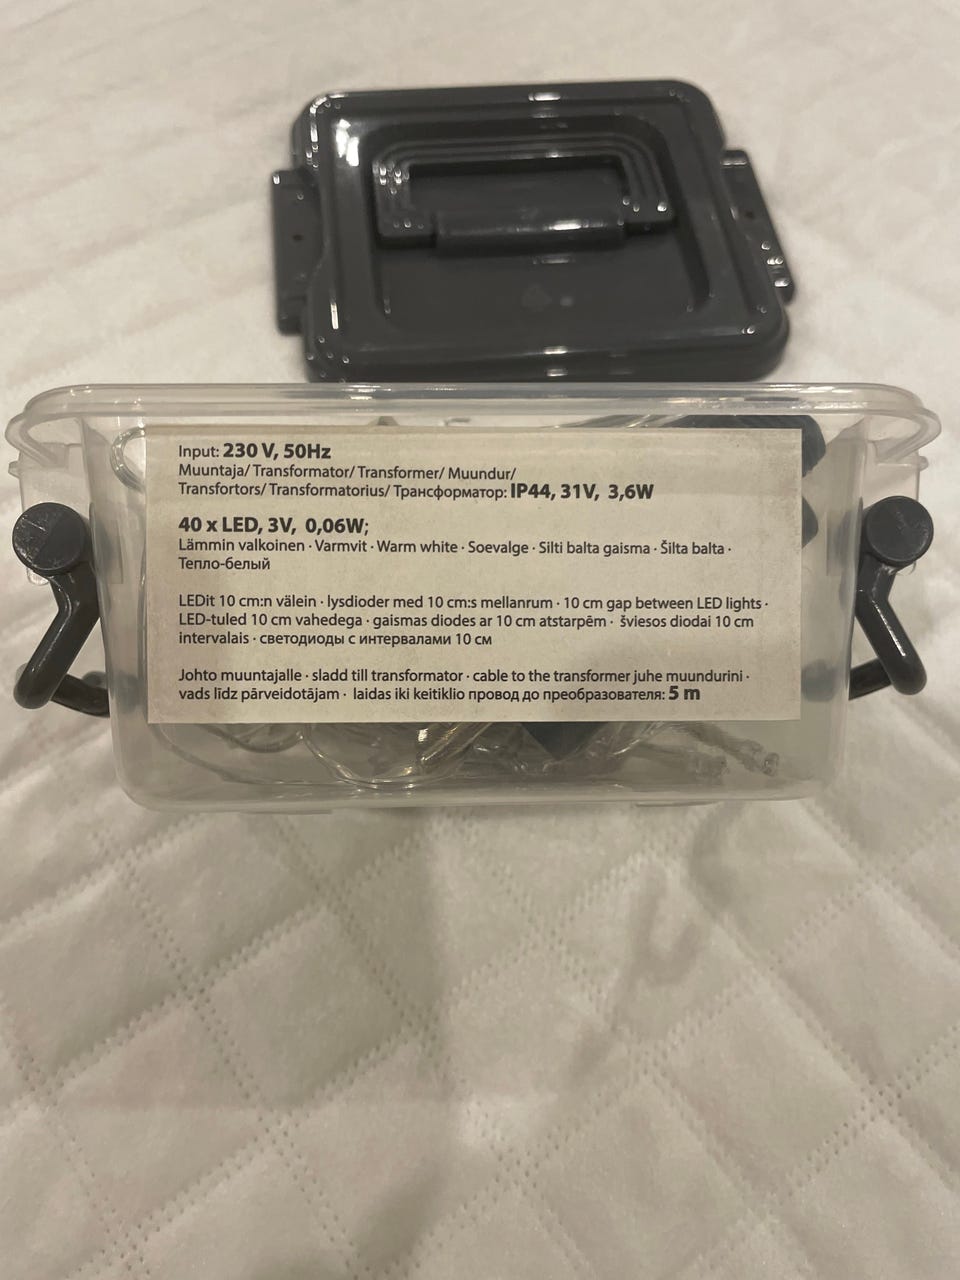 Input: 230 V, 50Hz
Muuntaja/ Transformator/ Transformer/ Muundur/
Transfortors/ Transformatorius/ Трансформатор: IP44, 31V, 3,6W
40 x LED, 3V, 0,06W;
Lämmin valkoinen · Varmvit · Warm white · Soevalge · Silti balta gaisma · Šilta balta ·
Тепло-белый
LEDit 10 cm:n välein · lysdioder med 10 cm:s mellanrum · 10 cm gap between LED lights ·
LED-tuled 10 cm vahedega · gaismas diodes ar 10 cm atstarpēm · šviesos diodai 10 cm
intervalais · светодиоды с интервалами 10 см
Johto muuntajalle · sladd till transformator · cable to the transformer juhe muundurini ·
vads līdz pārveidotājam · laidas iki keitiklio провод до преобразователя: 5 m